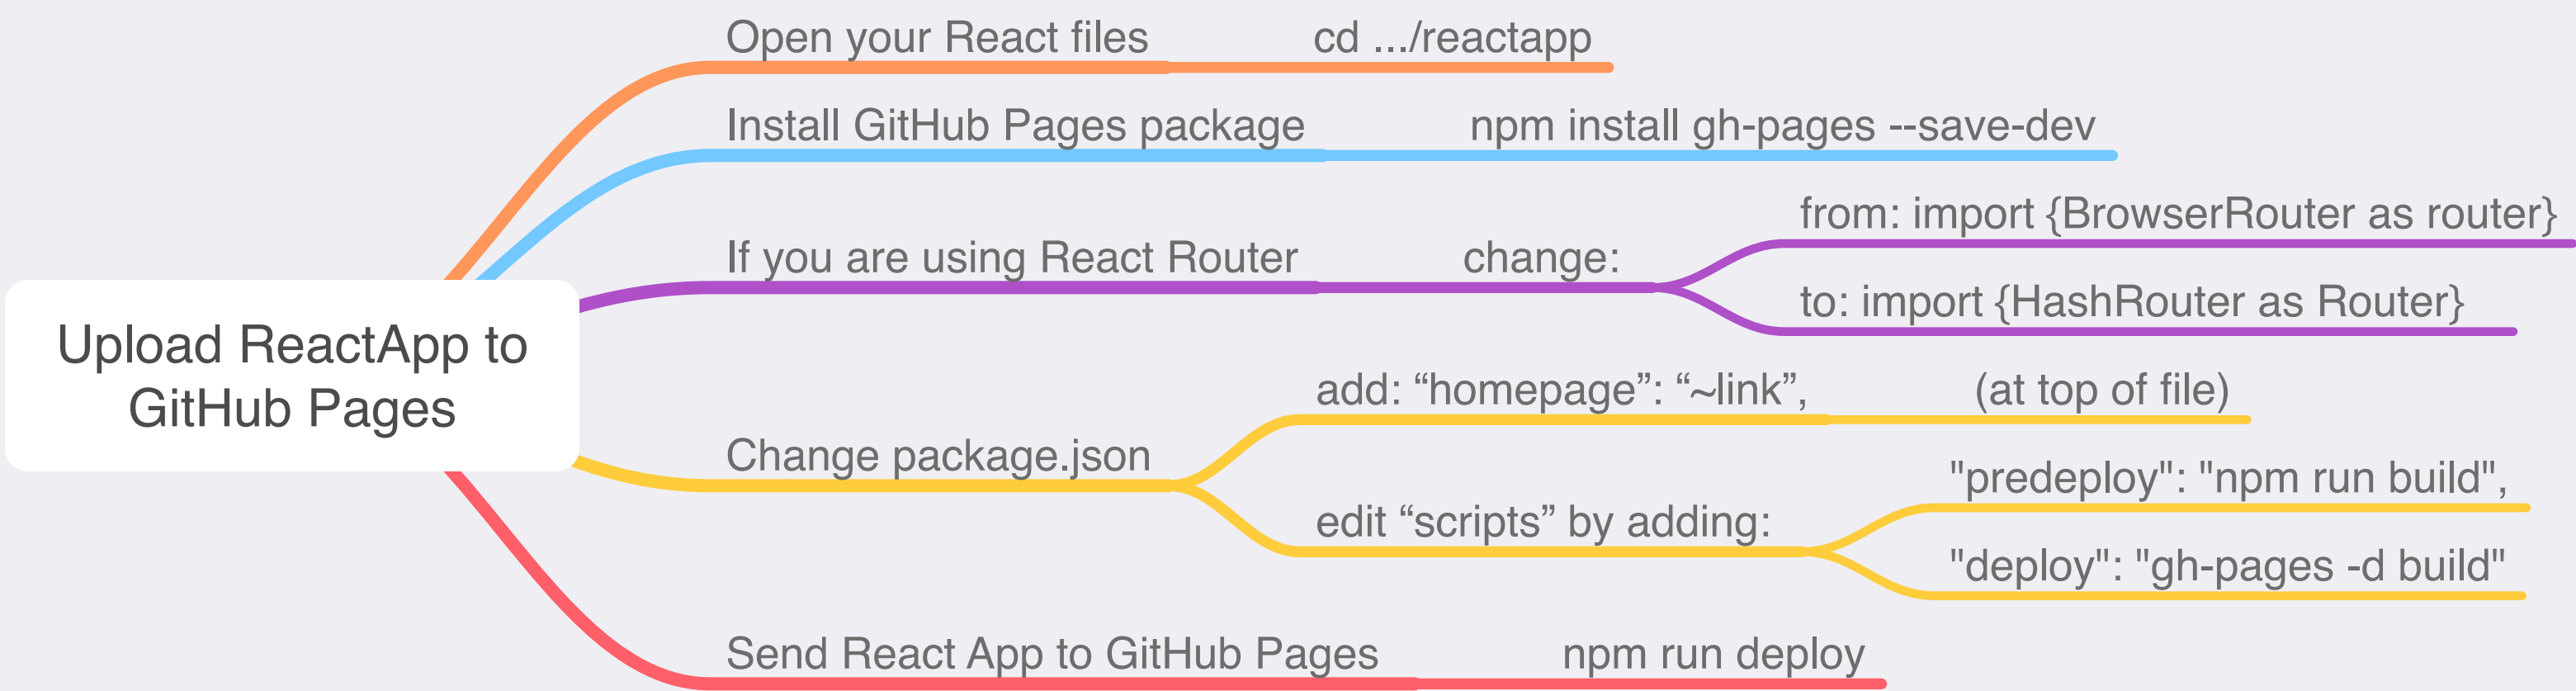 Upload ReactApp to
GitHub Pages
Open your React files
cd .../reactapp
Install GitHub Pages package
npm install gh-pages --save-dev
If you are using React Router
change:
from: import {BrowserRouter as router}
to: import {HashRouter as Router}
Change package.json
add: “homepage”: “~link”,
(at top of file)
edit “scripts” by adding:
"predeploy": "npm run build",
"deploy": "gh-pages -d build"
Send React App to GitHub Pages
npm run deploy